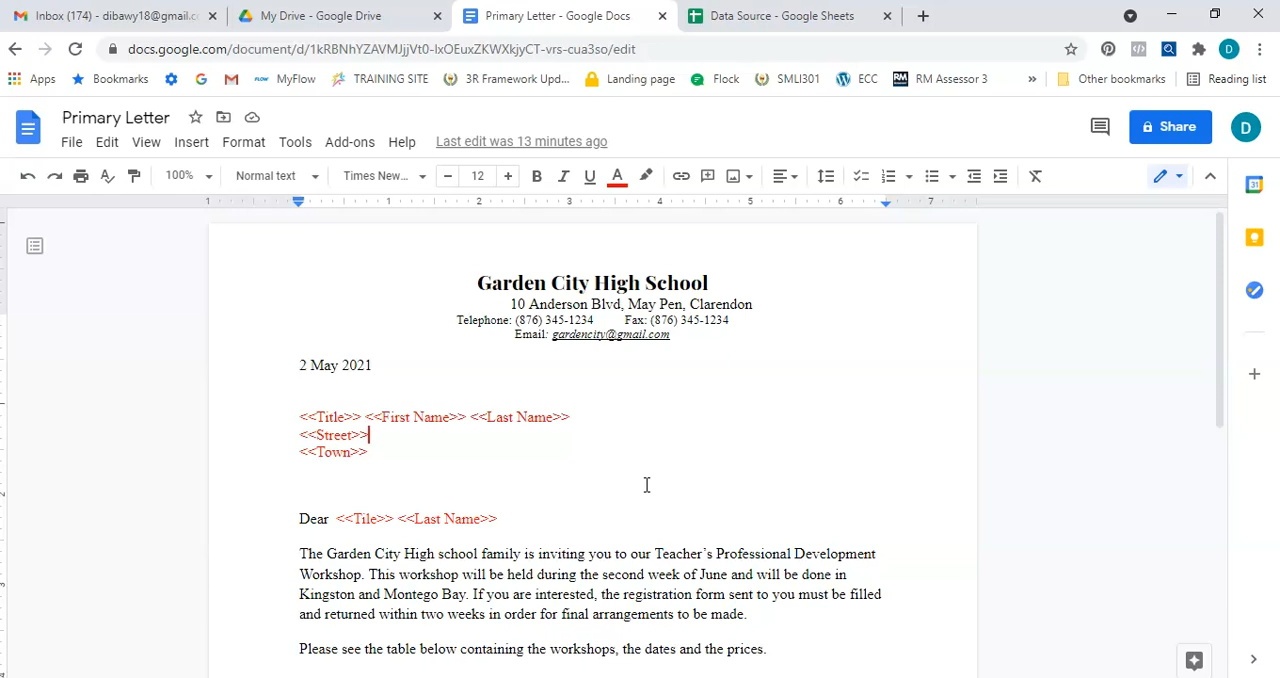 Inbox (174) - dibawy18@gmail.cc
My Drive - Google Drive
Primary Letter - Google Docs
Data Source - Google Sheets
docs.google.com/document/d/1kRBNhYZAVMJjjVt0-lxOEuxZKWXkjyCT-vrs-cua3so/edit
Apps
Bookmarks
MyFlow
TRAINING SITE
3R Framework Upd...
Landing page
Flock
SMLI301
ECC
RM Assessor 3
»
Other bookmarks
Reading list
Primary Letter
File Edit View Insert Format Tools Add-ons Help Last edit was 13 minutes ago
Share
D
100% Normal text Times New... 12
1 1 2 3 4 5 6 7
Garden City High School
10 Anderson Blvd, May Pen, Clarendon
Telephone: (876) 345-1234 Fax: (876) 345-1234
Email: gardencity@gmail.com
2 May 2021
<<Title>> <<First Name>> <<Last Name>>
<<Street>>
<<Town>>
Dear <<Tile>> <<Last Name>>
The Garden City High school family is inviting you to our Teacher’s Professional Development
Workshop. This workshop will be held during the second week of June and will be done in
Kingston and Montego Bay. If you are interested, the registration form sent to you must be filled
and returned within two weeks in order for final arrangements to be made.
Please see the table below containing the workshops, the dates and the prices.